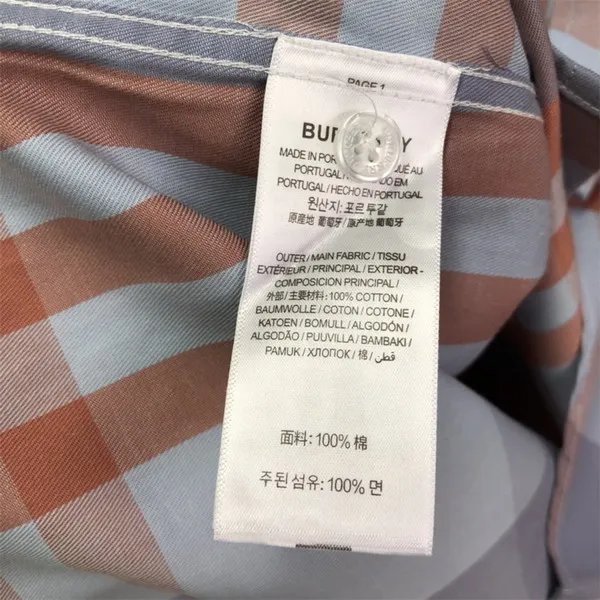 PAGE 1
MADE IN
PORTUGAL
PORTUGAL / HECHO EN PORTUGAL
원산지: 포르투갈
原産地 葡萄牙 / 原产地 葡萄牙
OUTER / MAIN FABRIC / TISSU
EXTÉRIEUR / PRINCIPAL / EXTERIOR -
COMPOSICION PRINCIPAL /
外部 / 主要材料: 100% COTTON /
BAUMWOLLE / COTON / COTONE /
KATOEN / BOMULL / ALGODÓN /
ALGODÃO / PUUVILLA / BAMBAKI /
PAMUK / ХЛОПОК / 棉 / قطن
面料: 100% 棉
주된 섬유: 100% 면